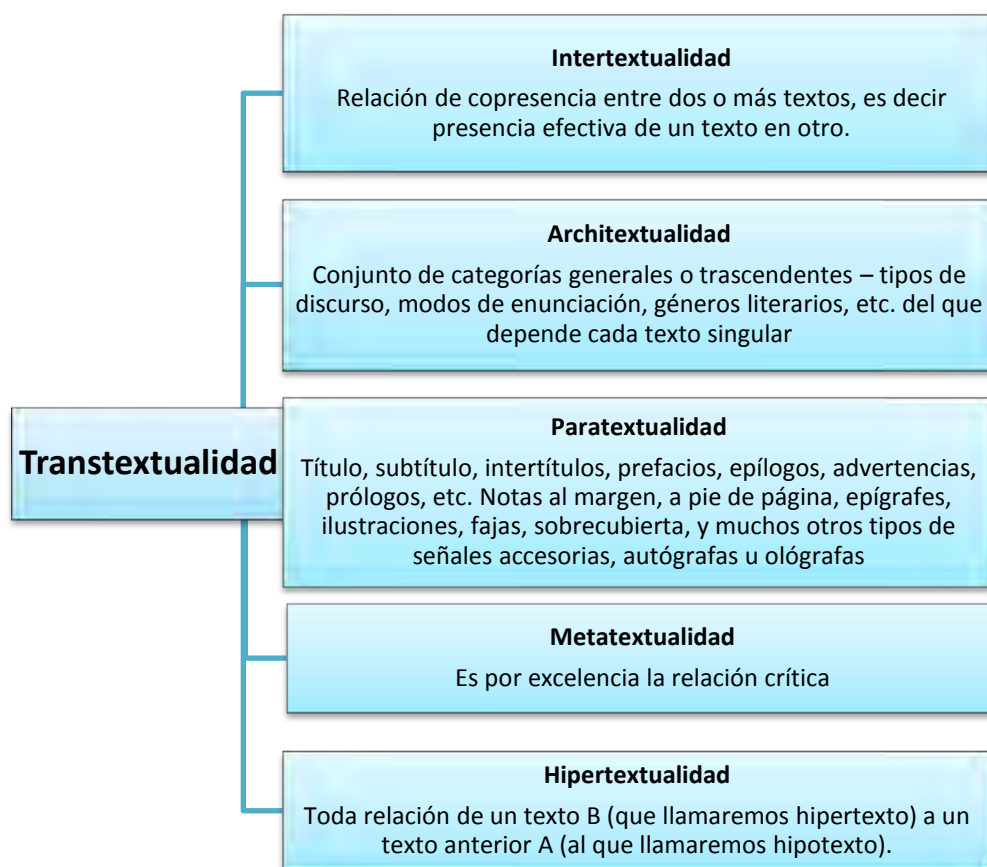 Intertextualidad
Relación de copresencia entre dos o más textos, es decir
presencia efectiva de un texto en otro.
Architextualidad
Conjunto de categorías generales o trascendentes – tipos de
discurso, modos de enunciación, géneros literarios, etc. del que
depende cada texto singular
Transtextualidad
Paratextualidad
Título, subtítulo, intertítulos, prefacios, epílogos, advertencias,
prólogos, etc. Notas al margen, a pie de página, epígrafes,
ilustraciones, fajas, sobrecubierta, y muchos otros tipos de
señales accesorias, autógrafas u ológrafas
Metatextualidad
Es por excelencia la relación crítica
Hipertextualidad
Toda relación de un texto B (que llamaremos hipertexto) a un
texto anterior A (al que llamaremos hipotexto).